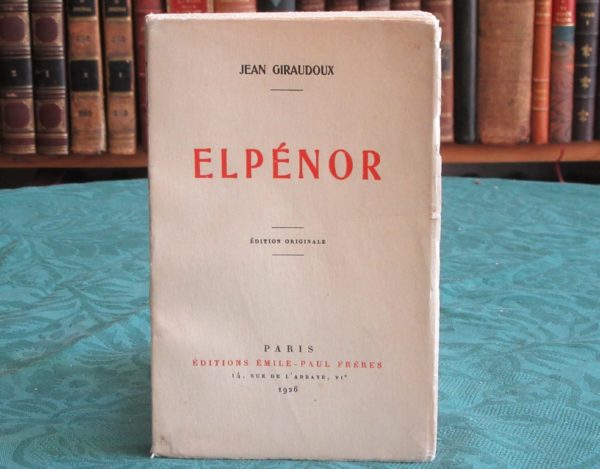 JEAN GIRAUDOUX
ELPÉNOR
ÉDITION ORIGINALE
PARIS
ÉDITIONS ÉMILE-PAUL FRÈRES
14, RUE DE L'ABBAYE, VIᵉ
1926